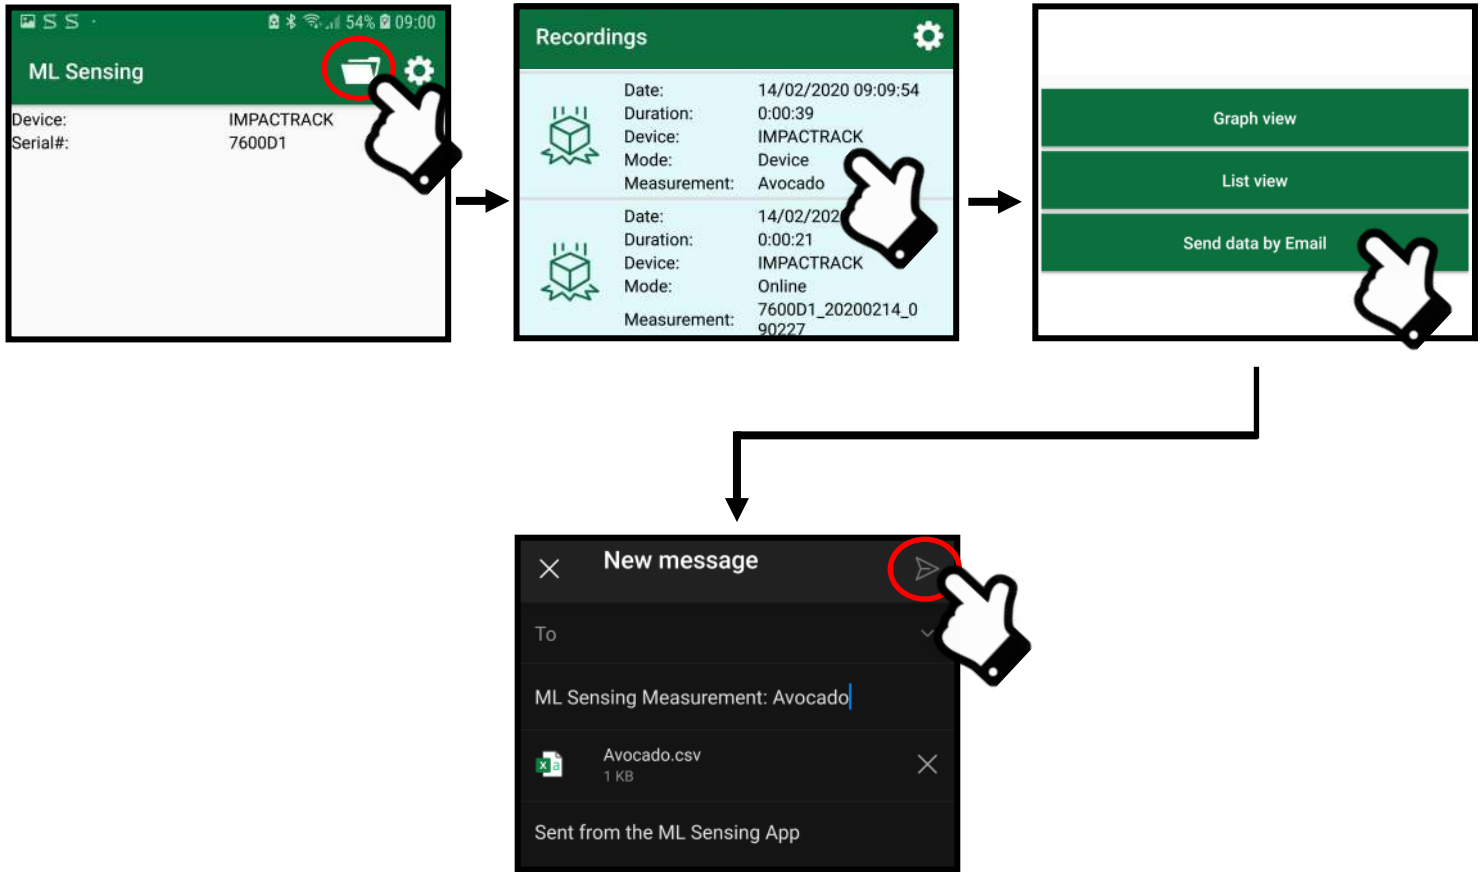 S S
54% 09:00
ML Sensing
Device: IMPACTRACK
Serial#: 7600D1
Recordings
Date: 14/02/2020 09:09:54
Duration: 0:00:39
Device: IMPACTRACK
Mode: Device
Measurement: Avocado
Date: 14/02/202
Duration: 0:00:21
Device: IMPACTRACK
Mode: Online
Measurement: 7600D1_20200214_0
90227
Graph view
List view
Send data by Email
New message
To
ML Sensing Measurement: Avocado
Avocado.csv
X a
1 KB
Sent from the ML Sensing App